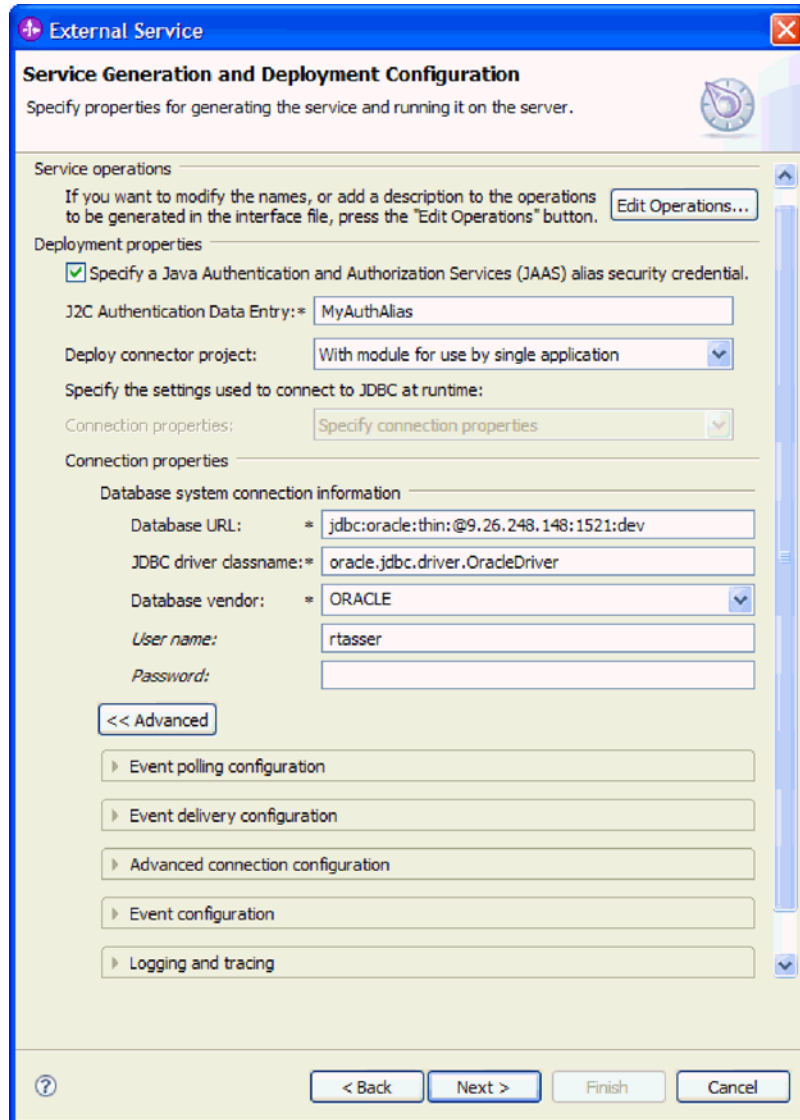 External Service
Service Generation and Deployment Configuration
Specify properties for generating the service and running it on the server.
Service operations
If you want to modify the names, or add a description to the operations
to be generated in the interface file, press the "Edit Operations" button.
Edit Operations...
Deployment properties
Specify a Java Authentication and Authorization Services (JAAS) alias security credential.
J2C Authentication Data Entry:* MyAuthAlias
Deploy connector project: With module for use by single application
Specify the settings used to connect to JDBC at runtime:
Connection properties: Specify connection properties
Connection properties
Database system connection information
Database URL: * jdbc:oracle:thin:@9.26.248.148:1521:dev
JDBC driver classname:* oracle.jdbc.driver.OracleDriver
Database vendor: * ORACLE
User name: rtasser
Password:
<< Advanced
Event polling configuration
Event delivery configuration
Advanced connection configuration
Event configuration
Logging and tracing
? < Back Next > Finish Cancel